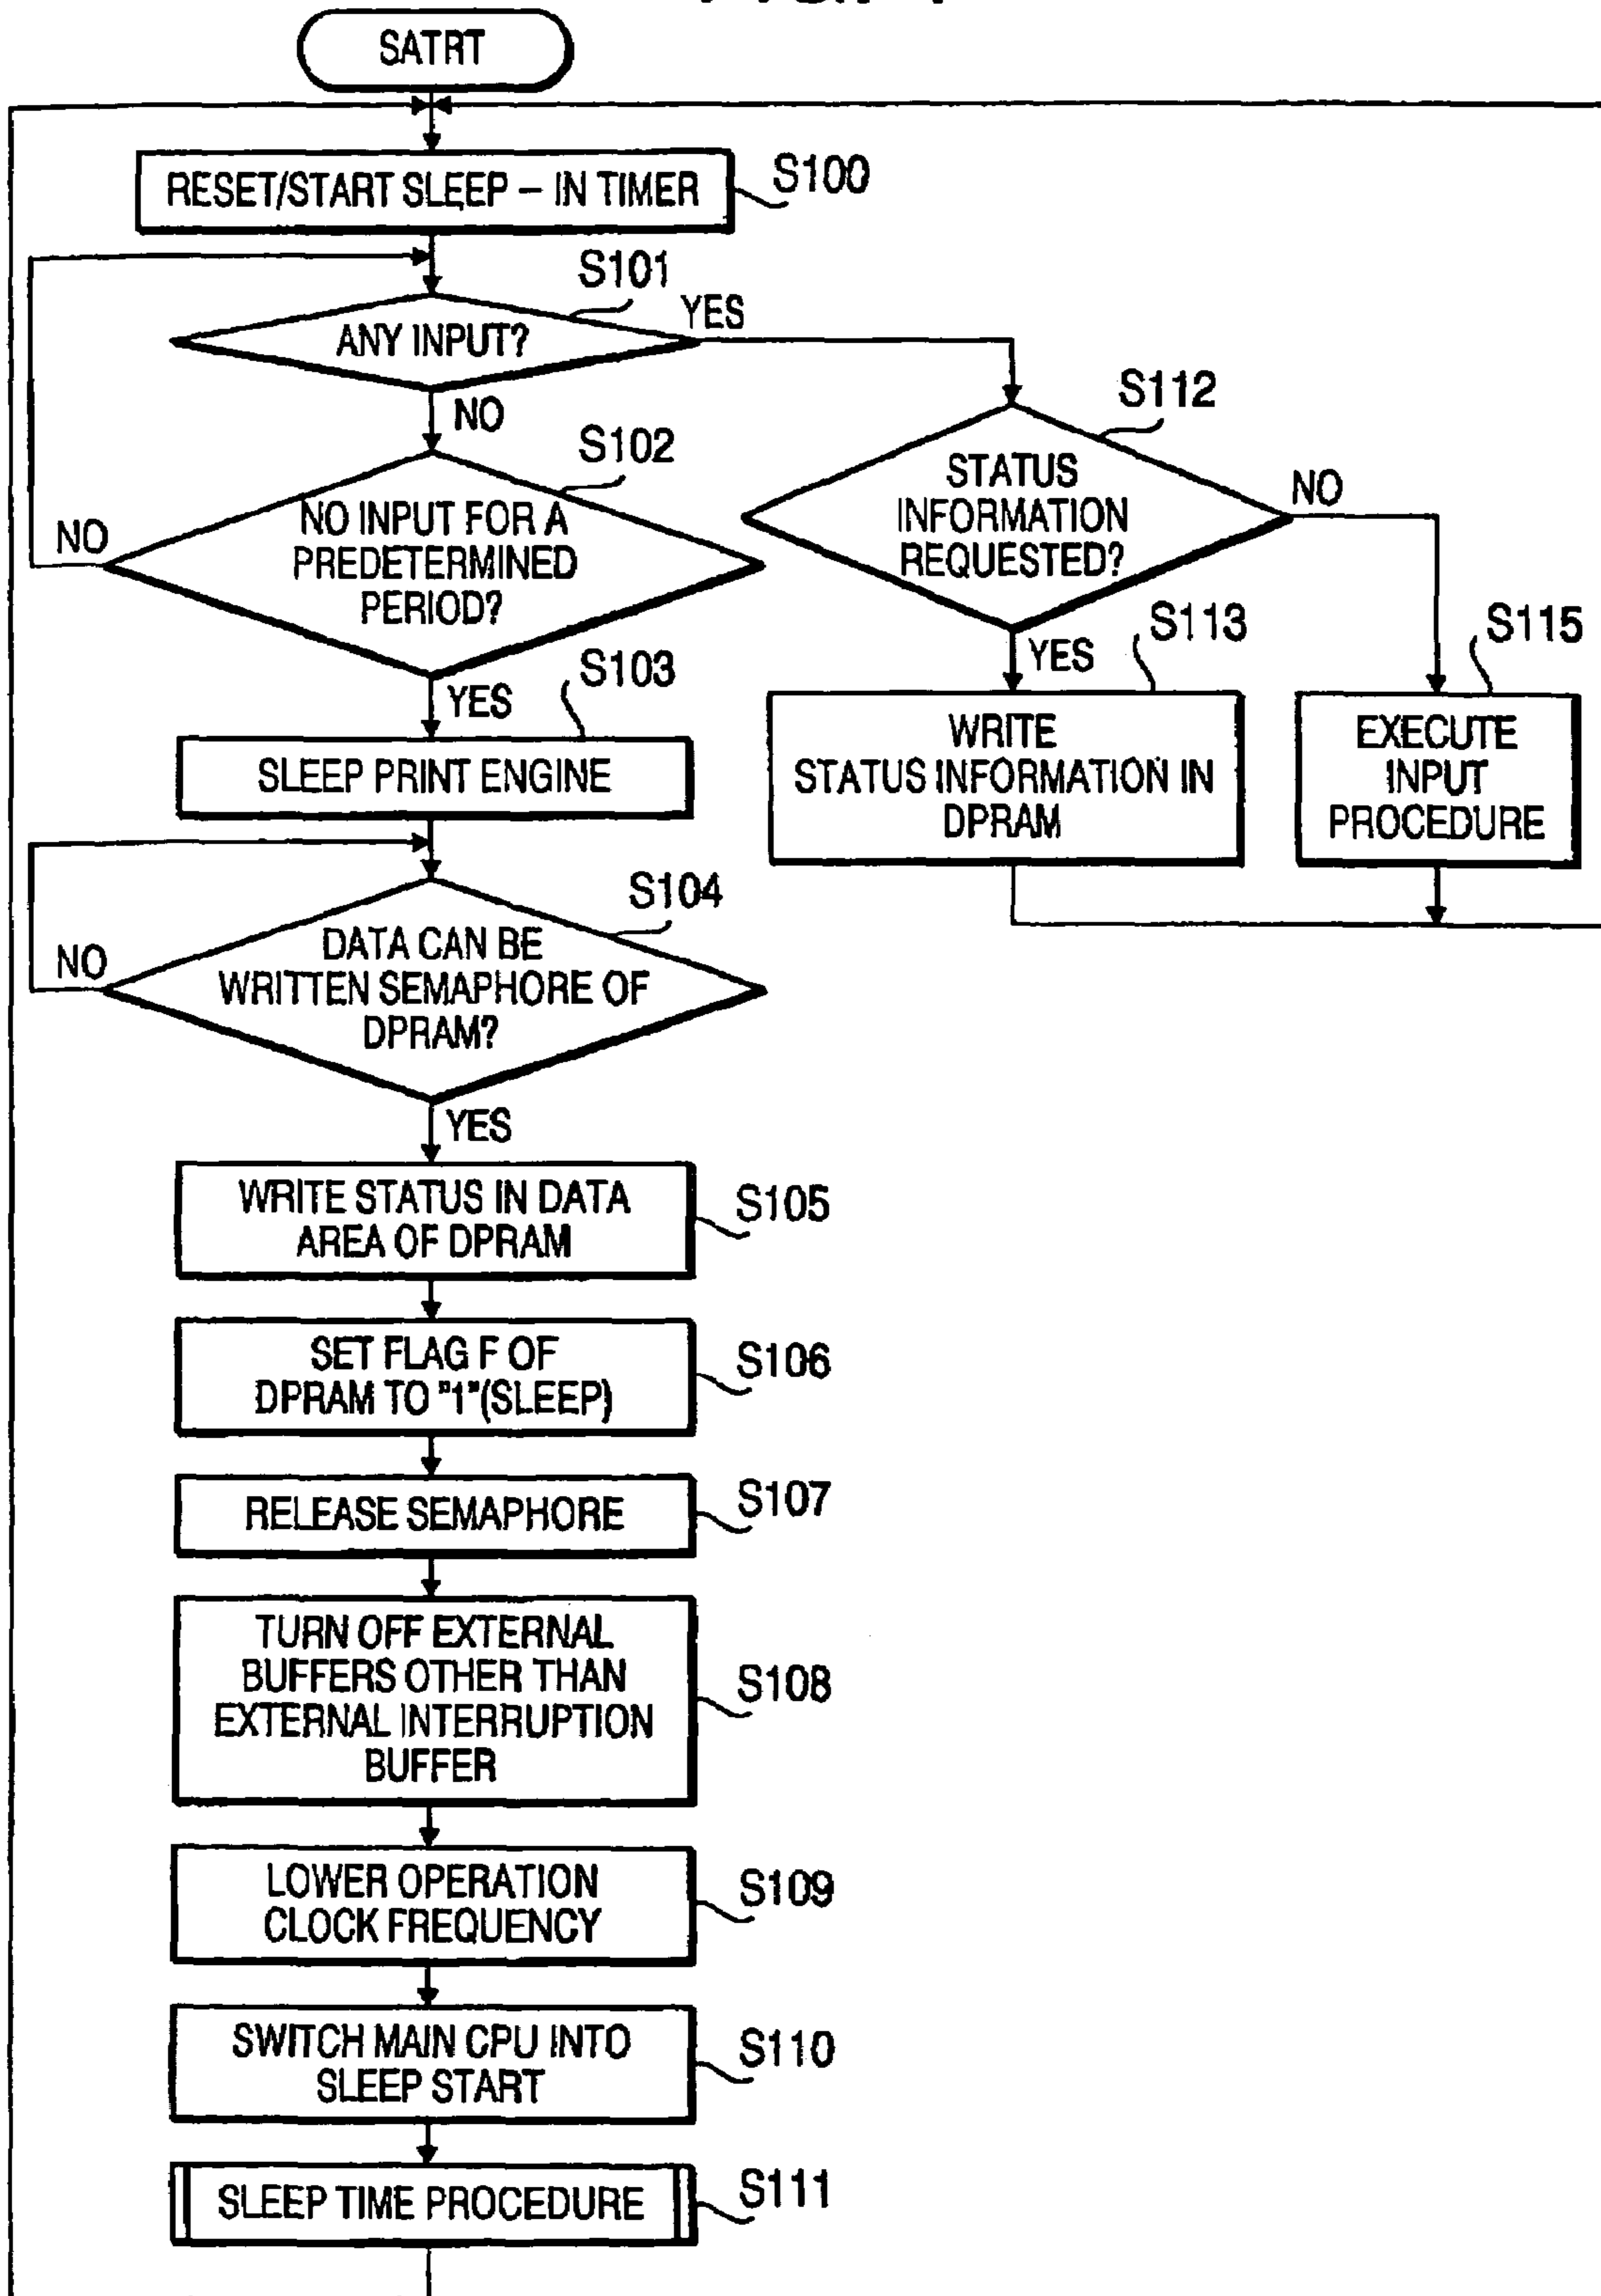 SATRT
RESET/START SLEEP – IN TIMER
S100
S101
ANY INPUT?
YES
NO
S102
NO INPUT FOR A
PREDETERMINED
PERIOD?
NO
YES
S112
STATUS
INFORMATION
REQUESTED?
NO
YES
S113
WRITE
STATUS INFORMATION IN
DPRAM
S115
EXECUTE
INPUT
PROCEDURE
S103
SLEEP PRINT ENGINE
S104
DATA CAN BE
WRITTEN SEMAPHORE OF
DPRAM?
NO
YES
WRITE STATUS IN DATA
AREA OF DPRAM
S105
SET FLAG F OF
DPRAM TO "1"(SLEEP)
S106
RELEASE SEMAPHORE
S107
TURN OFF EXTERNAL
BUFFERS OTHER THAN
EXTERNAL INTERRUPTION
BUFFER
S108
LOWER OPERATION
CLOCK FREQUENCY
S109
SWITCH MAIN CPU INTO
SLEEP START
S110
SLEEP TIME PROCEDURE
S111